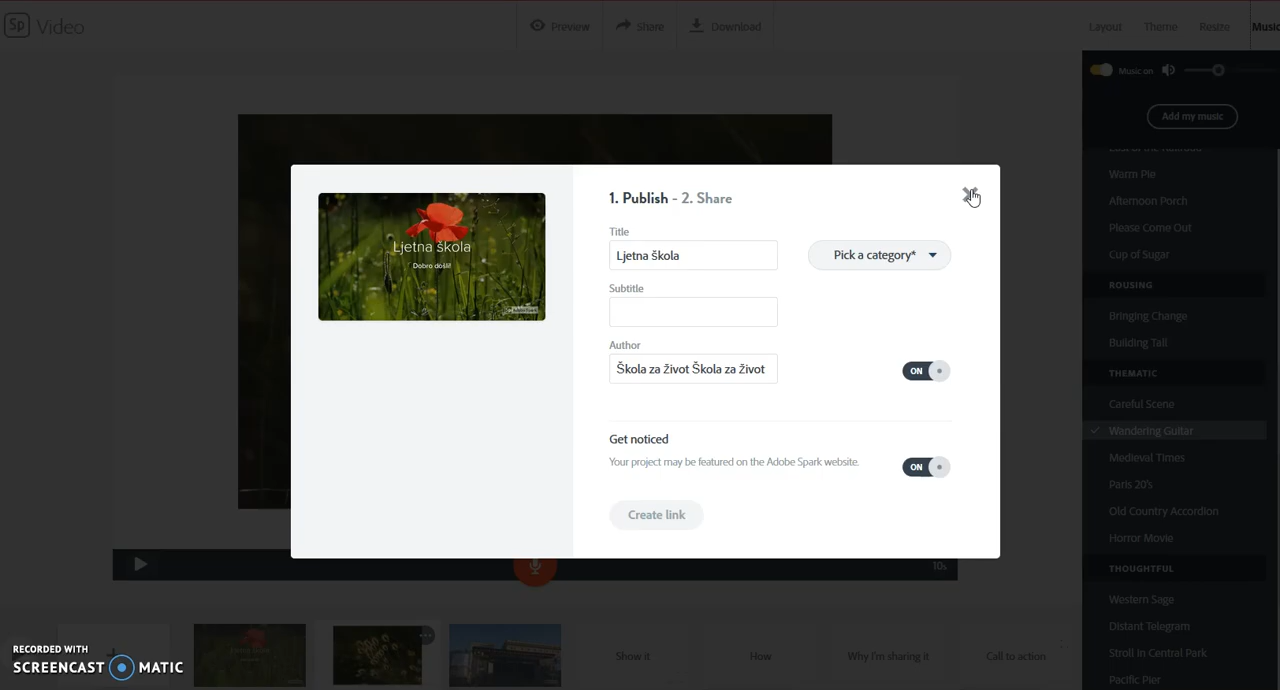 Sp Video
Preview
Share
Download
Layout
Theme
Resize
Music
Music on
Add my music
Warm Pie
Afternoon Porch
Please Come Out
Cup of Sugar
ROUSING
Bringing Change
Building Tall
THEMATIC
Careful Scene
Wandering Guitar
Medieval Times
Paris 20's
Old Country Accordion
Horror Movie
THOUGHTFUL
Western Sage
Distant Telegram
Stroll In Central Park
Pacific Pier
Ljetna škola
Dobro došli!
1. Publish - 2. Share
Title
Ljetna škola
Pick a category*
Subtitle
Author
Škola za život Škola za život
ON
Get noticed
Your project may be featured on the Adobe Spark website.
ON
Create link
10s
Show it
How
Why I'm sharing it
Call to action
RECORDED WITH
SCREENCAST MATIC